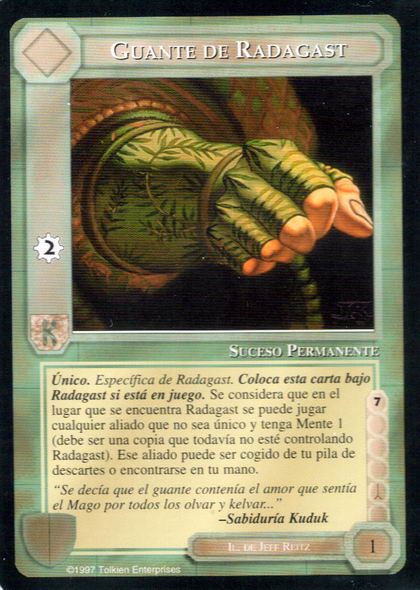 Guante de Radagast
2
Suceso Permanente
Único. Específica de Radagast. Coloca esta carta bajo
Radagast si está en juego. Se considera que en el
lugar que se encuentra Radagast se puede jugar
cualquier aliado que no sea único y tenga Mente 1
(debe ser una copia que todavía no esté controlando
Radagast). Ese aliado puede ser cogido de tu pila de
descartes o encontrarse en tu mano.
7
"Se decía que el guante contenía el amor que sentía
el Mago por todos los olvar y kelvar..."
–Sabiduría Kuduk
Il. de Jeff Reitz
1
©1997 Tolkien Enterprises